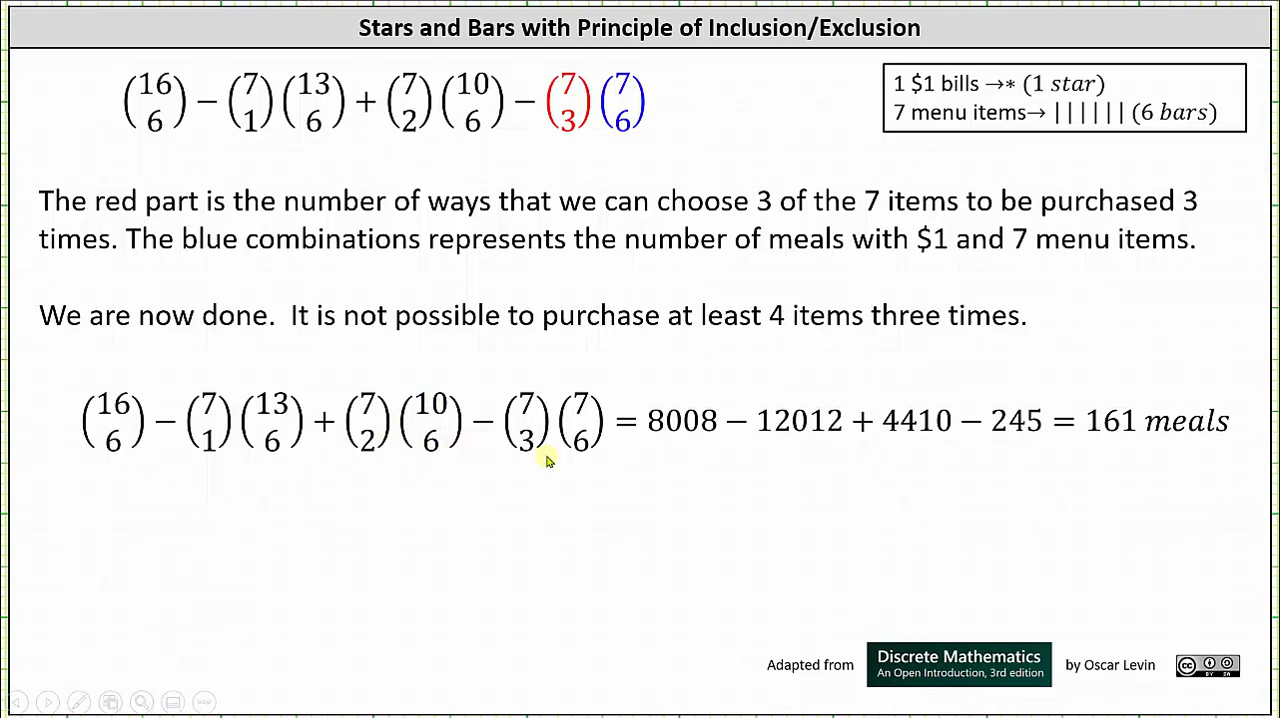 Stars and Bars with Principle of Inclusion/Exclusion
(16 6) − (7 1)(13 6) + (7 2)(10 6) − (7 3)(7 6)
1 $1 bills →∗ (1 star)
7 menu items→ | | | | | | (6 bars)
The red part is the number of ways that we can choose 3 of the 7 items to be purchased 3
times. The blue combinations represents the number of meals with $1 and 7 menu items.
We are now done.  It is not possible to purchase at least 4 items three times.
(16 6) − (7 1)(13 6) + (7 2)(10 6) − (7 3)(7 6) = 8008 − 12012 + 4410 − 245 = 161 meals
Adapted from
Discrete Mathematics
An Open Introduction, 3rd edition
by Oscar Levin
cc
BY SA